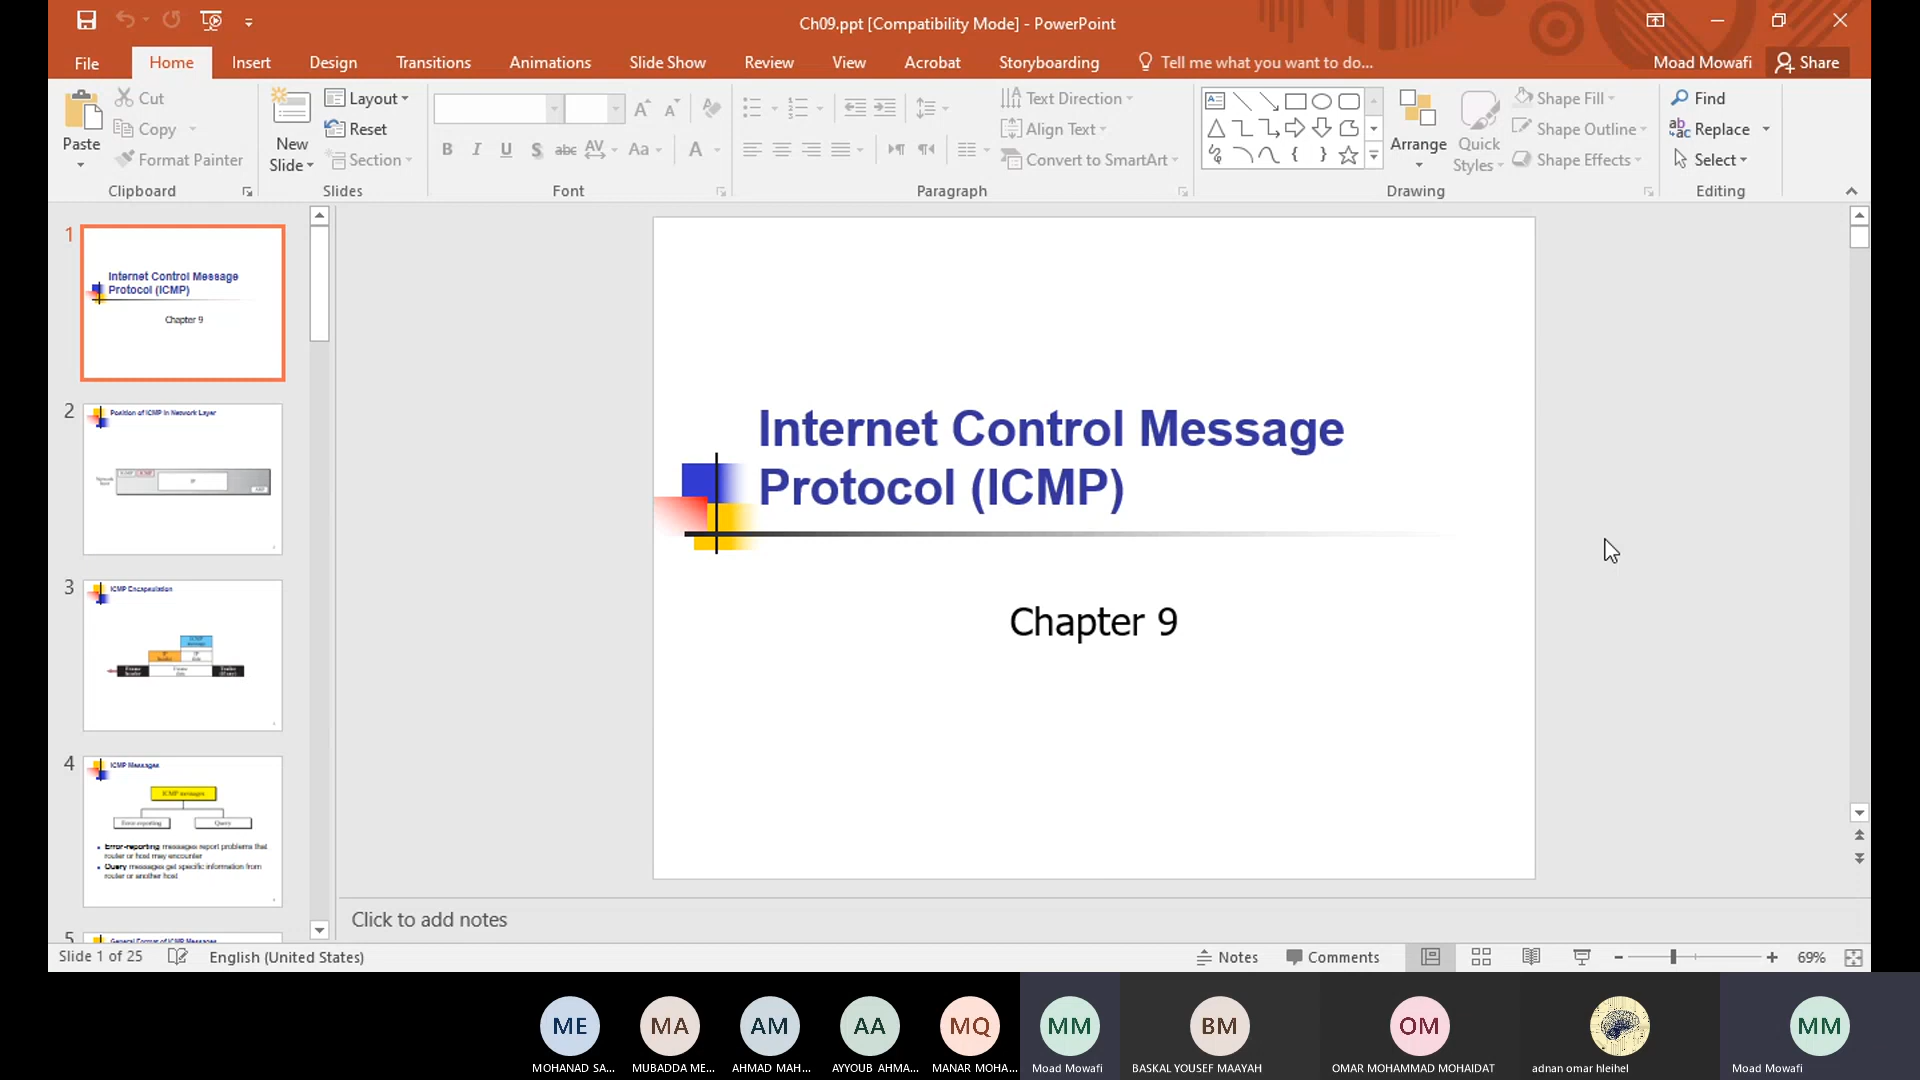 Ch09.ppt [Compatibility Mode] - PowerPoint
File Home Insert Design Transitions Animations Slide Show Review View Acrobat Storyboarding Tell me what you want to do... Moad Mowafi Share
Paste
Cut
Copy
Format Painter
Clipboard
New
Slide
Layout
Reset
Section
Slides
B I U S abc AV Aa A
Font
Paragraph
Text Direction
Align Text
Convert to SmartArt
Arrange
Quick
Styles
Shape Fill
Shape Outline
Shape Effects
Drawing
Find
Replace
Select
Editing
1
Internet Control Message
Protocol (ICMP)
Chapter 9
2
Position of ICMP in Network Layer
3
ICMP Encapsulation
4
ICMP Messages
ICMP messages
Error-reporting
Query
Error-reporting messages report problems that
router or host may encounter
Query messages get specific information from
router or another host
5
General Format of ICMP Messages
Internet Control Message
Protocol (ICMP)
Chapter 9
Click to add notes
Slide 1 of 25 English (United States) Notes Comments 69%
ME MA AM AA MQ MM BM OM MM
MOHANAD SA... MUBADDA ME... AHMAD MAH... AYYOUB AHMA... MANAR MOHA... Moad Mowafi BASKAL YOUSEF MAAYAH OMAR MOHAMMAD MOHAIDAT adnan omar hleihel Moad Mowafi